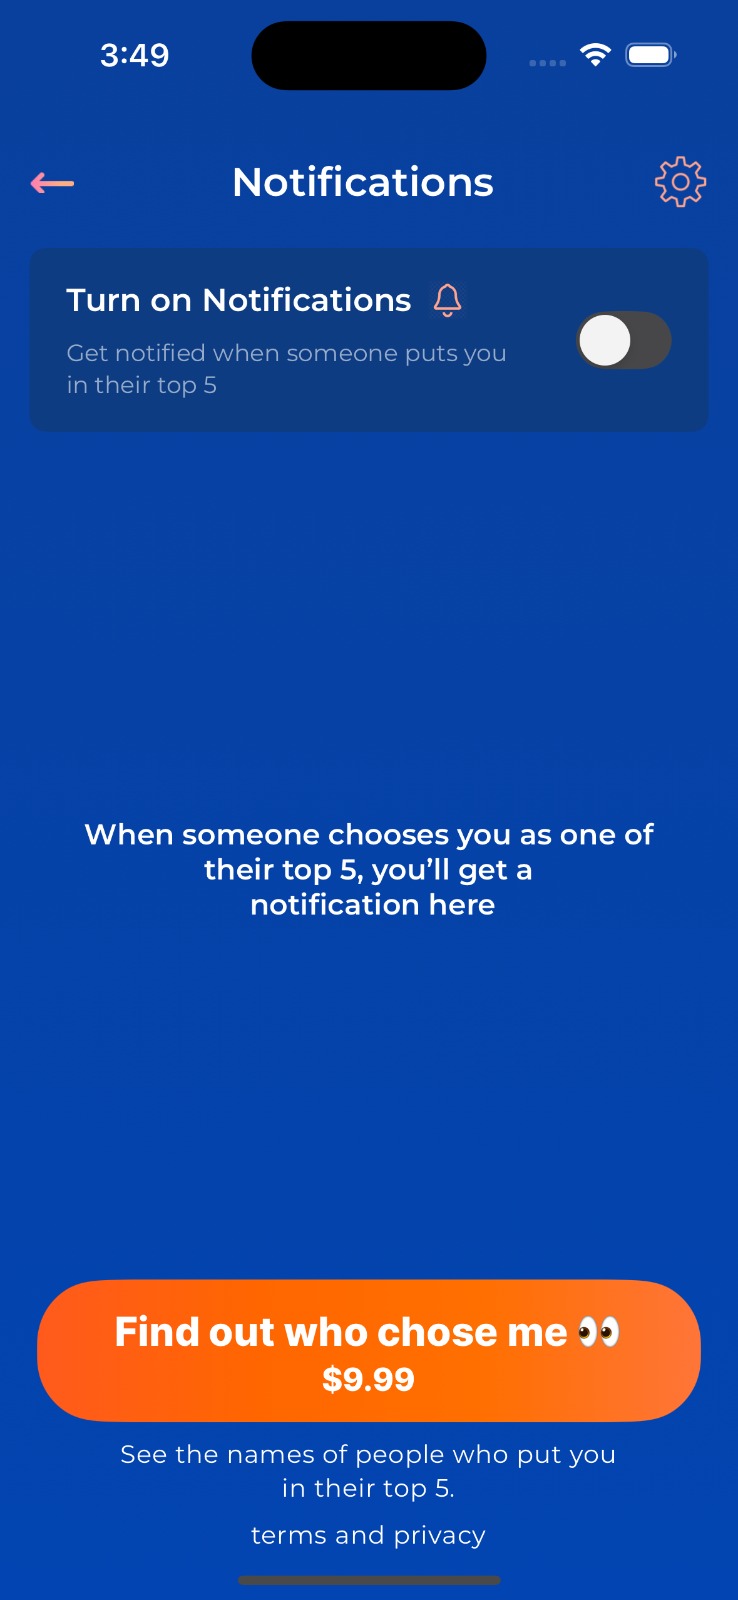 3:49
Notifications
Turn on Notifications
Get notified when someone puts you
in their top 5
When someone chooses you as one of
their top 5, you’ll get a
notification here
Find out who chose me 👀
$9.99
See the names of people who put you
in their top 5.
terms and privacy